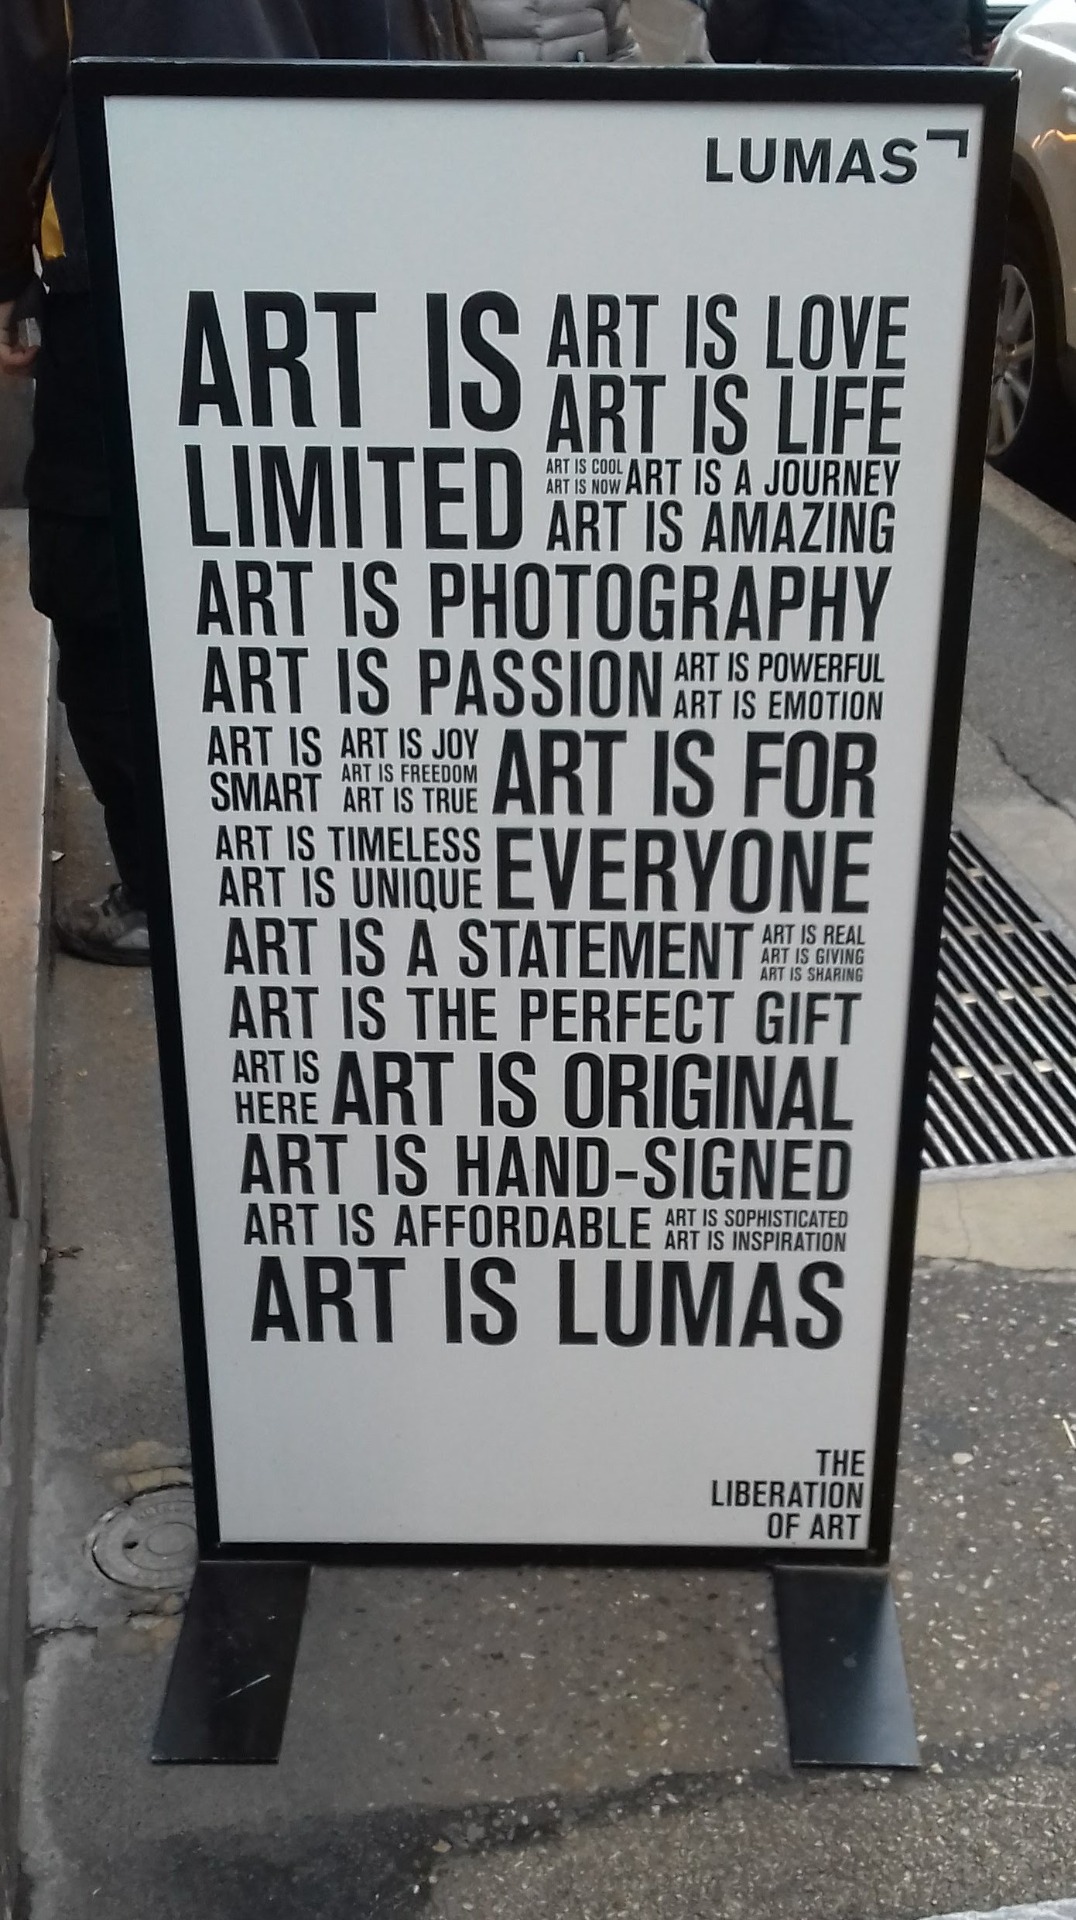 LUMAS
ART IS
LIMITED
ART IS LOVE
ART IS LIFE
ART IS COOL
ART IS NOW
ART IS A JOURNEY
ART IS AMAZING
ART IS PHOTOGRAPHY
ART IS PASSION
ART IS POWERFUL
ART IS EMOTION
ART IS
SMART
ART IS JOY
ART IS FREEDOM
ART IS TRUE
ART IS TIMELESS
ART IS UNIQUE
ART IS FOR
EVERYONE
ART IS A STATEMENT
ART IS REAL
ART IS GIVING
ART IS SHARING
ART IS THE PERFECT GIFT
ART IS
HERE
ART IS ORIGINAL
ART IS HAND-SIGNED
ART IS AFFORDABLE
ART IS SOPHISTICATED
ART IS INSPIRATION
ART IS LUMAS
THE
LIBERATION
OF ART